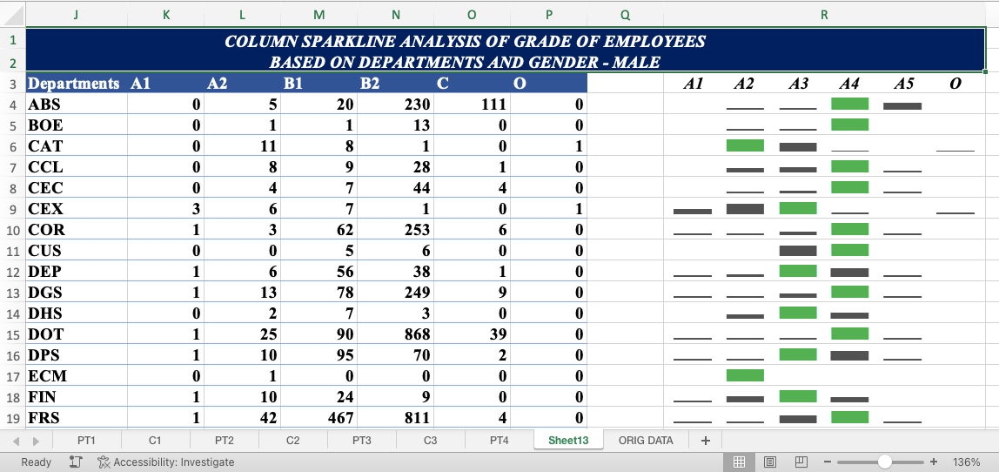 J K L M N O P Q R
1 COLUMN SPARKLINE ANALYSIS OF GRADE OF EMPLOYEES
2 BASED ON DEPARTMENTS AND GENDER - MALE
3 Departments A1 A2 B1 B2 C O A1 A2 A3 A4 A5 O
4 ABS 0 5 20 230 111 0
5 BOE 0 1 1 13 0 0
6 CAT 0 11 8 1 0 1
7 CCL 0 8 9 28 1 0
8 CEC 0 4 7 44 4 0
9 CEX 3 6 7 1 0 1
10 COR 1 3 62 253 6 0
11 CUS 0 0 5 6 0 0
12 DEP 1 6 56 38 1 0
13 DGS 1 13 78 249 9 0
14 DHS 0 2 7 3 0 0
15 DOT 1 25 90 868 39 0
16 DPS 1 10 95 70 2 0
17 ECM 0 1 0 0 0 0
18 FIN 1 10 24 9 0 0
19 FRS 1 42 467 811 4 0
PT1 C1 PT2 C2 PT3 C3 PT4 Sheet13 ORIG DATA +
Ready Accessibility: Investigate - + 136%